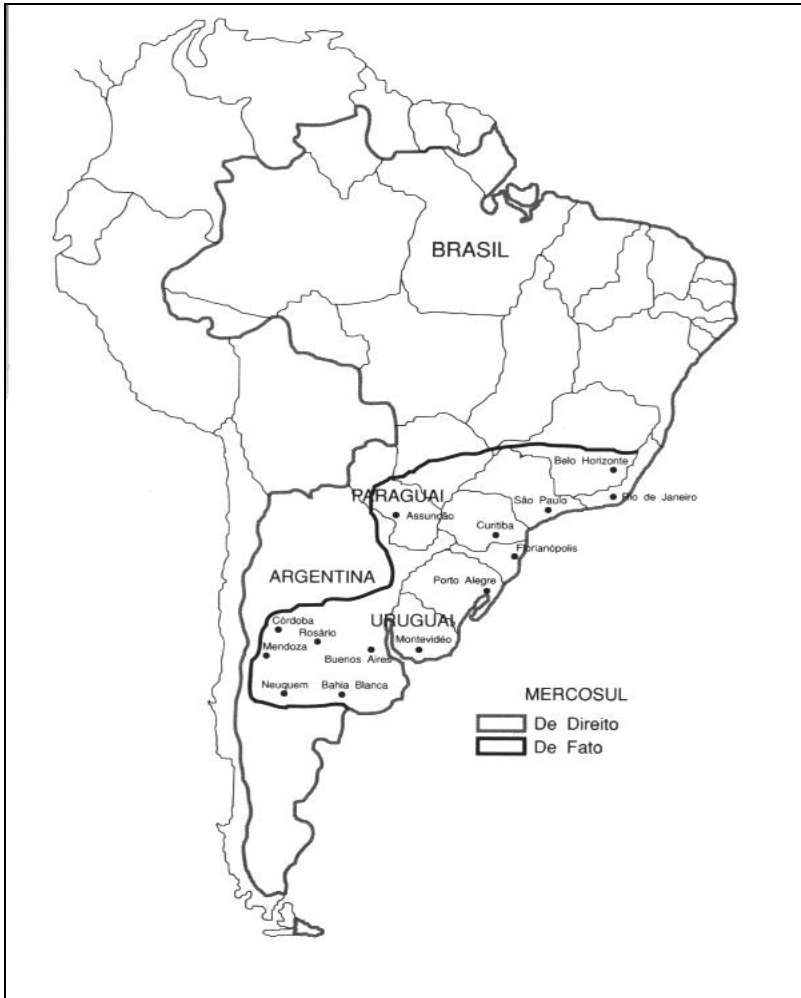 BRASIL
Belo Horizonte
PARAGUAI
São Paulo
Rio de Janeiro
Assunção
Curitiba
Florianópolis
ARGENTINA
Porto Alegre
URUGUAI
Córdoba
Rosário
Mendoza
Montevidéo
Buenos Aires
Neuquem
Bahia Blanca
MERCOSUL
De Direito
De Fato